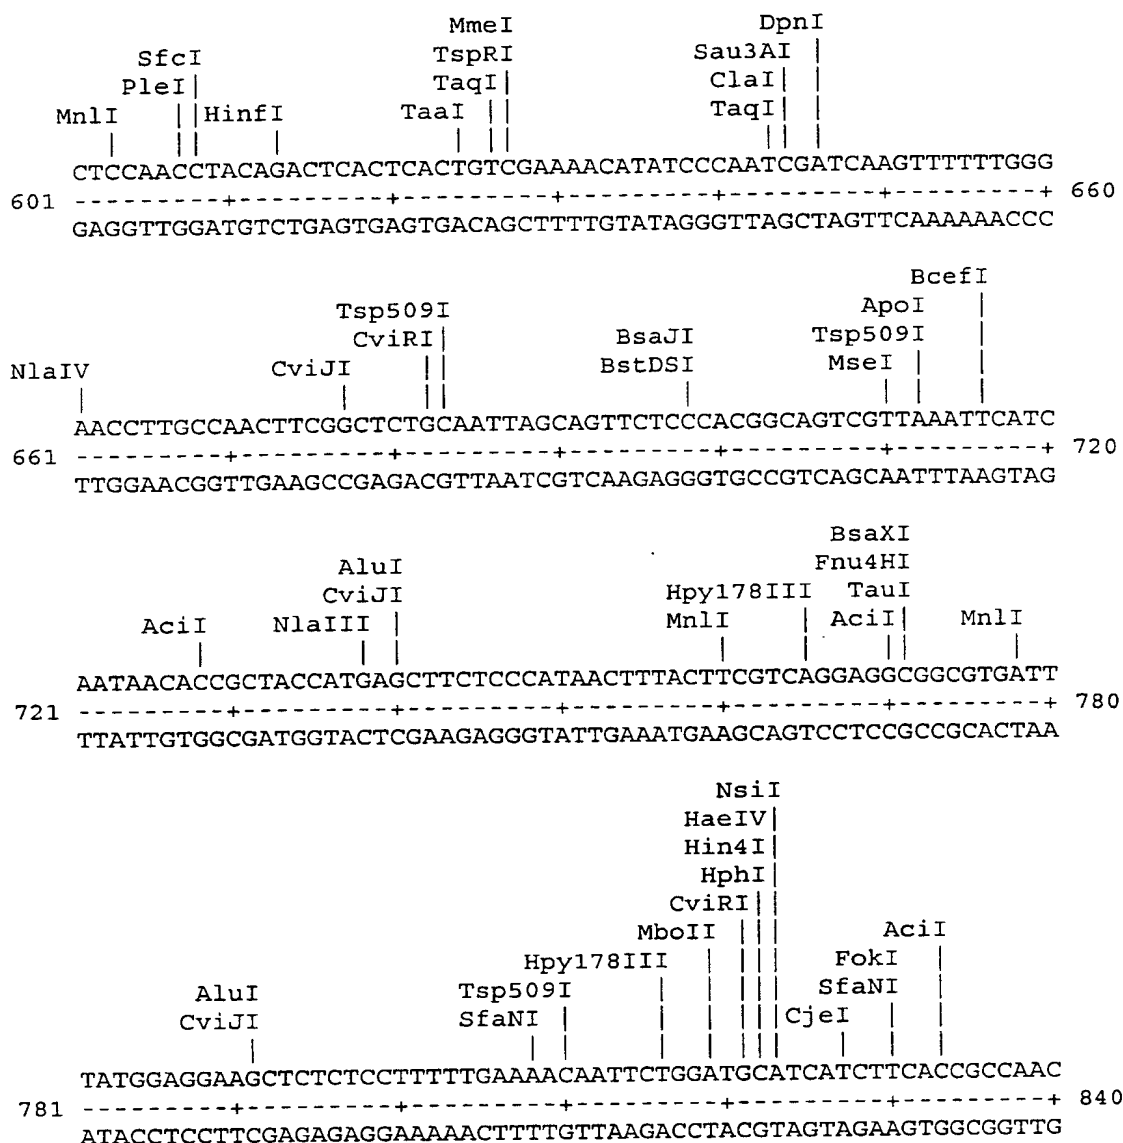 MmeI DpnI
SfcI TspRI Sau3AI
PleI TaqI ClaI
MnlI HinfI TaaI TaqI
CTCCAACCTACAGACTCACTCACTGTCGAAAACATATCCCAATCGATCAAGTTTTTTGGG
601 ---------+---------+---------+---------+---------+---------+ 660
GAGGTTGGATGTCTGAGTGAGTGACAGCTTTTGTATAGGGTTAGCTAGTTCAAAAAACCC
BcefI
Tsp509I ApoI
CviRI BsaJI Tsp509I
NlaIV CviJI BstDSI MseI
AACCTTGCCAACTTCGGCTCTGCAATTAGCAGTTCTCCCACGGCAGTCGTTAAATTCATC
661 ---------+---------+---------+---------+---------+---------+ 720
TTGGAACGGTTGAAGCCGAGACGTTAATCGTCAAGAGGGTGCCGTCAGCAATTTAAGTAG
BsaXI
AluI Fnu4HI
CviJI Hpy178III TauI
AciI NlaIII MnlI AciI MnlI
AATAACACCGCTACCATGAGCTTCTCCCATAACTTTACTTCGTCAGGAGGCGGCGTGATT
721 ---------+---------+---------+---------+---------+---------+ 780
TTATTGTGGCGATGGTACTCGAAGAGGGTATTGAAATGAAGCAGTCCTCCGCCGCACTAA
NsiI
HaeIV
Hin4I
HphI
CviRI
MboII AciI
Hpy178III FokI
AluI Tsp509I SfaNI
CviJI SfaNI CjeI
TATGGAGGAAGCTCTCTCCTTTTTGAAAACAATTCTGGATGCATCATCTTCACCGCCAAC
781 ---------+---------+---------+---------+---------+---------+ 840
ATACCTCCTTCGAGAGAGGAAAAACTTTTGTTAAGACCTACGTAGTAGAAGTGGCGGTTG